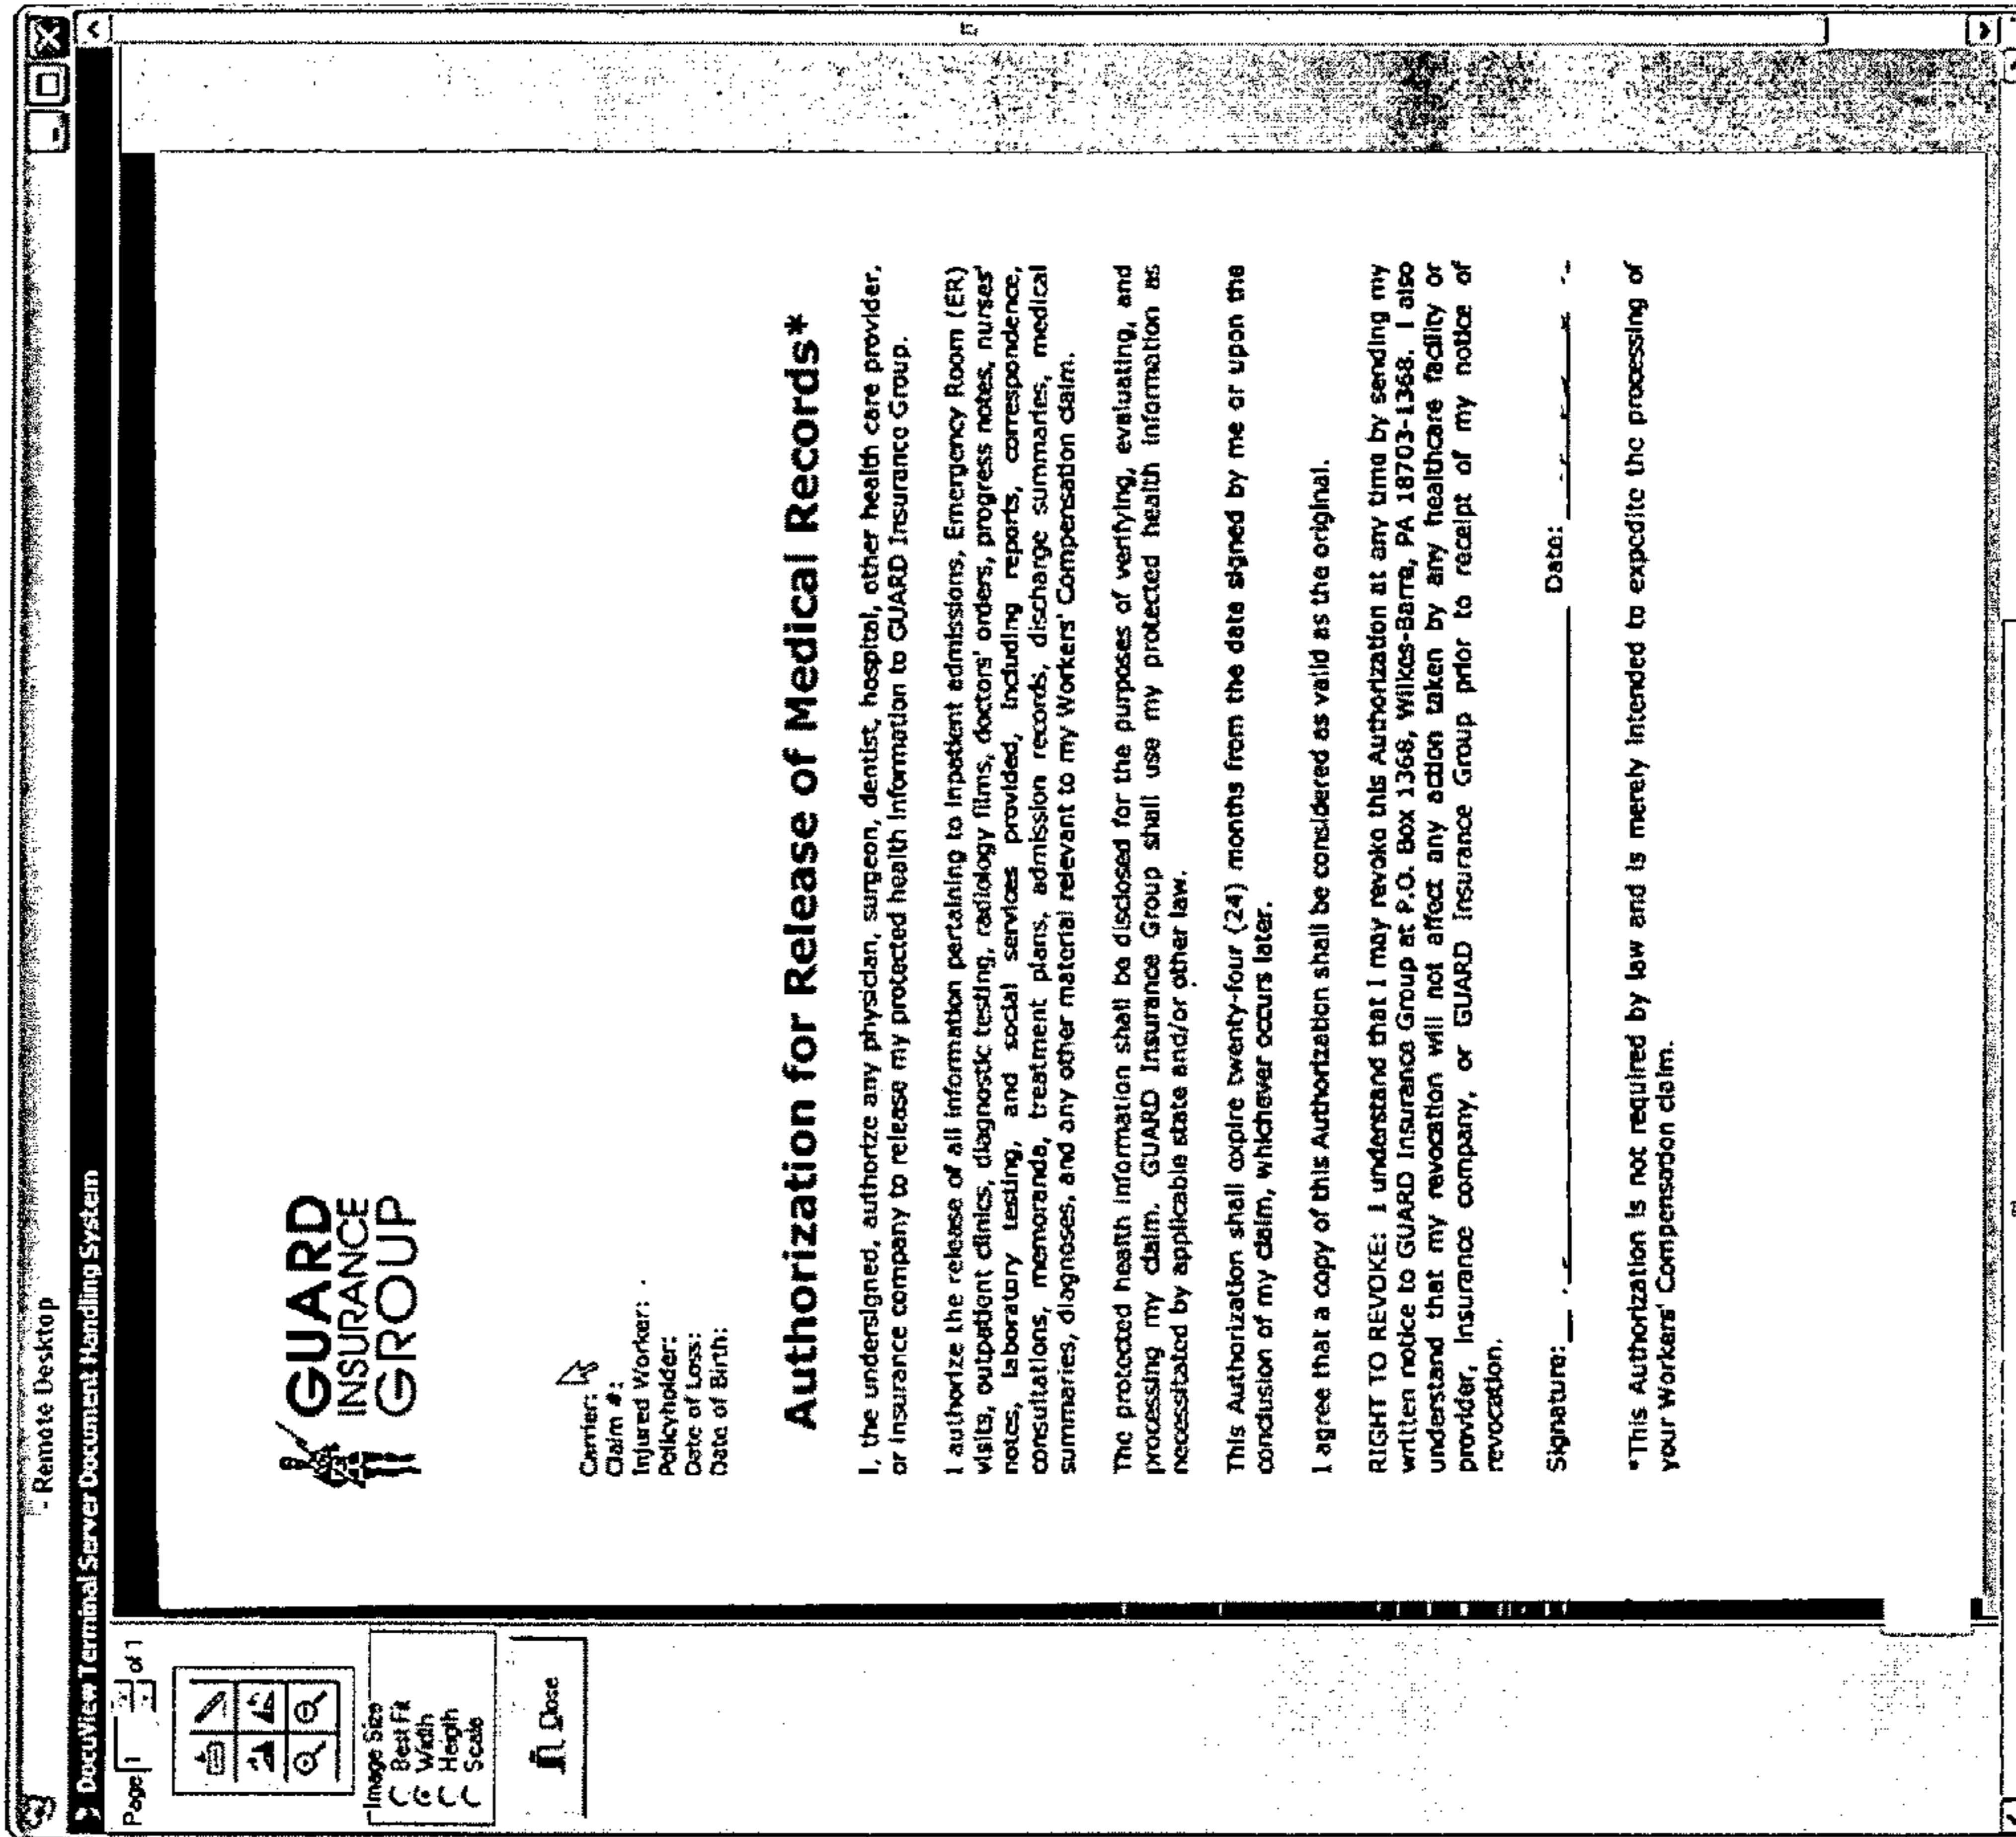 - Remote Desktop
DocuView Terminal Server Document Handling System
Page 1 of 1
Image Size
Best Fit
Width
Heigth
Scale
Close
GUARD
INSURANCE
GROUP
Carrier:
Claim #:
Injured Worker:
Policyholder:
Date of Loss:
Date of Birth:
Authorization for Release of Medical Records*
I, the undersigned, authorize any physician, surgeon, dentist, hospital, other health care provider,
or insurance company to release my protected health information to GUARD Insurance Group.
I authorize the release of all information pertaining to inpatient admissions, Emergency Room (ER)
visits, outpatient clinics, diagnostic testing, radiology films, doctors' orders, progress notes, nurses'
notes, laboratory testing, and social services provided, including reports, correspondence,
consultations, memoranda, treatment plans, admission records, discharge summaries, medical
summaries, diagnoses, and any other material relevant to my Workers' Compensation claim.
The protected health information shall be disclosed for the purposes of verifying, evaluating, and
processing my claim. GUARD Insurance Group shall use my protected health information as
necessitated by applicable state and/or other law.
This Authorization shall expire twenty-four (24) months from the date signed by me or upon the
conclusion of my claim, whichever occurs later.
I agree that a copy of this Authorization shall be considered as valid as the original.
RIGHT TO REVOKE: I understand that I may revoke this Authorization at any time by sending my
written notice to GUARD Insurance Group at P.O. Box 1368, Wilkes-Barre, PA 18703-1368. I also
understand that my revocation will not affect any action taken by any healthcare facility or
provider, insurance company, or GUARD Insurance Group prior to receipt of my notice of
revocation.
Signature: Date:
*This Authorization is not required by law and is merely intended to expedite the processing of
your Workers' Compensation claim.